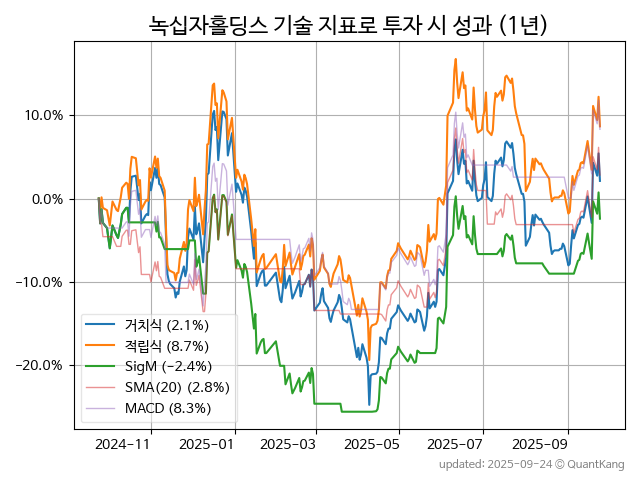 녹십자홀딩스 기술 지표로 투자 시 성과 (1년)
10.0%
0.0%
−10.0%
−20.0%
거치식 (2.1%)
적립식 (8.7%)
SigM (−2.4%)
SMA(20) (2.8%)
MACD (8.3%)
2024−11
2025−01
2025−03
2025−05
2025−07
2025−09
updated: 2025−09−24 © QuantKang